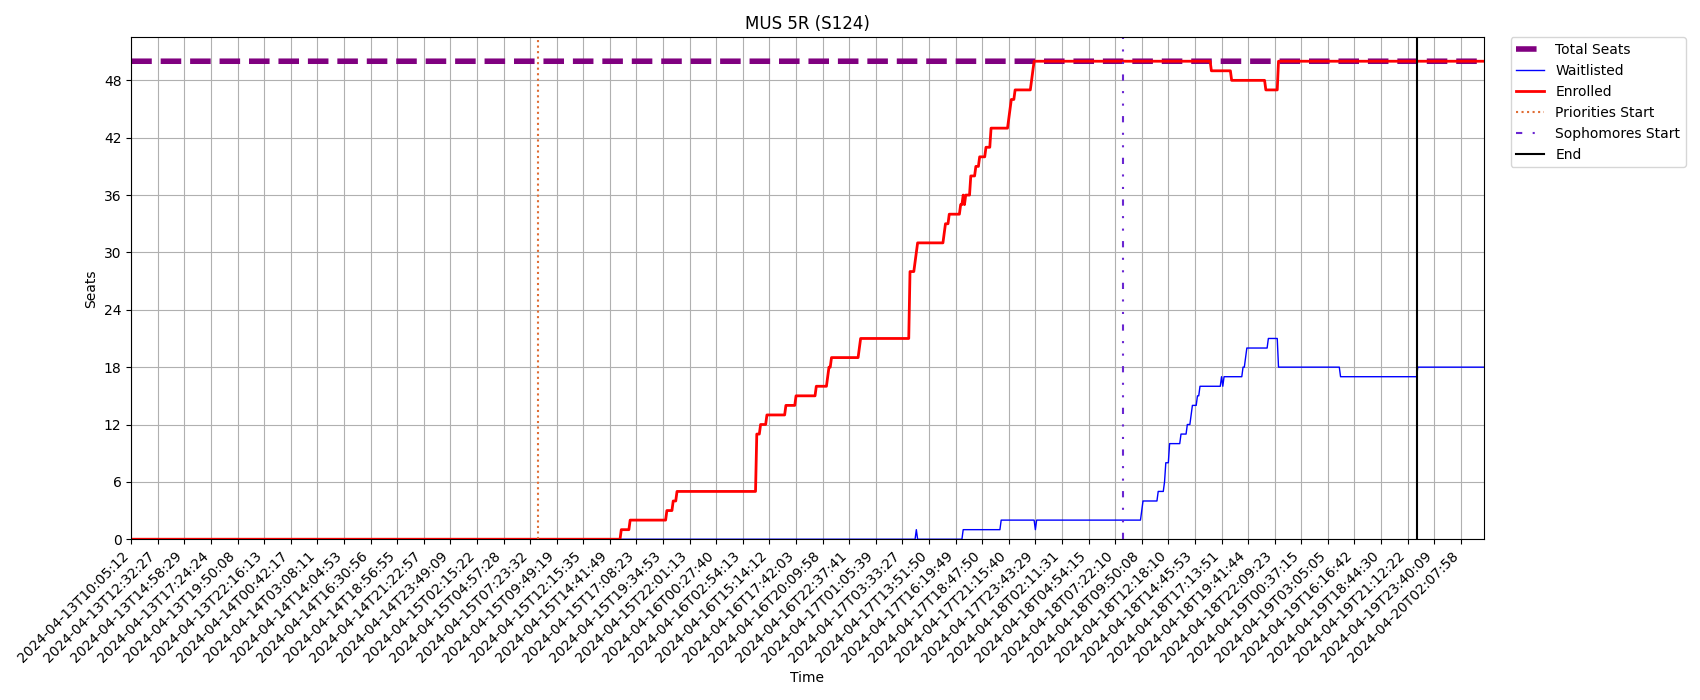 MUS 5R (S124)
Total Seats
Waitlisted
Enrolled
Priorities Start
Sophomores Start
End
Seats
48
42
36
30
24
18
12
6
0
2024-04-13T10:05:12
2024-04-13T12:32:27
2024-04-13T14:58:29
2024-04-13T17:24:24
2024-04-13T19:50:08
2024-04-13T22:16:13
2024-04-14T00:42:17
2024-04-14T03:08:11
2024-04-14T14:04:53
2024-04-14T16:30:56
2024-04-14T18:56:55
2024-04-14T21:22:57
2024-04-14T23:49:09
2024-04-15T02:15:22
2024-04-15T04:57:28
2024-04-15T07:23:32
2024-04-15T09:49:19
2024-04-15T12:15:35
2024-04-15T14:41:49
2024-04-15T17:08:23
2024-04-15T19:34:53
2024-04-15T22:01:13
2024-04-16T00:27:40
2024-04-16T02:54:13
2024-04-16T15:14:12
2024-04-16T17:42:03
2024-04-16T20:09:58
2024-04-16T22:37:41
2024-04-17T01:05:39
2024-04-17T03:33:27
2024-04-17T13:51:50
2024-04-17T16:19:49
2024-04-17T18:47:50
2024-04-17T21:15:40
2024-04-17T23:43:29
2024-04-18T02:11:31
2024-04-18T04:54:15
2024-04-18T07:22:10
2024-04-18T09:50:08
2024-04-18T12:18:10
2024-04-18T14:45:53
2024-04-18T17:13:51
2024-04-18T19:41:44
2024-04-18T22:09:23
2024-04-19T00:37:15
2024-04-19T03:05:05
2024-04-19T16:16:42
2024-04-19T18:44:30
2024-04-19T21:12:22
2024-04-19T23:40:09
2024-04-20T02:07:58
Time